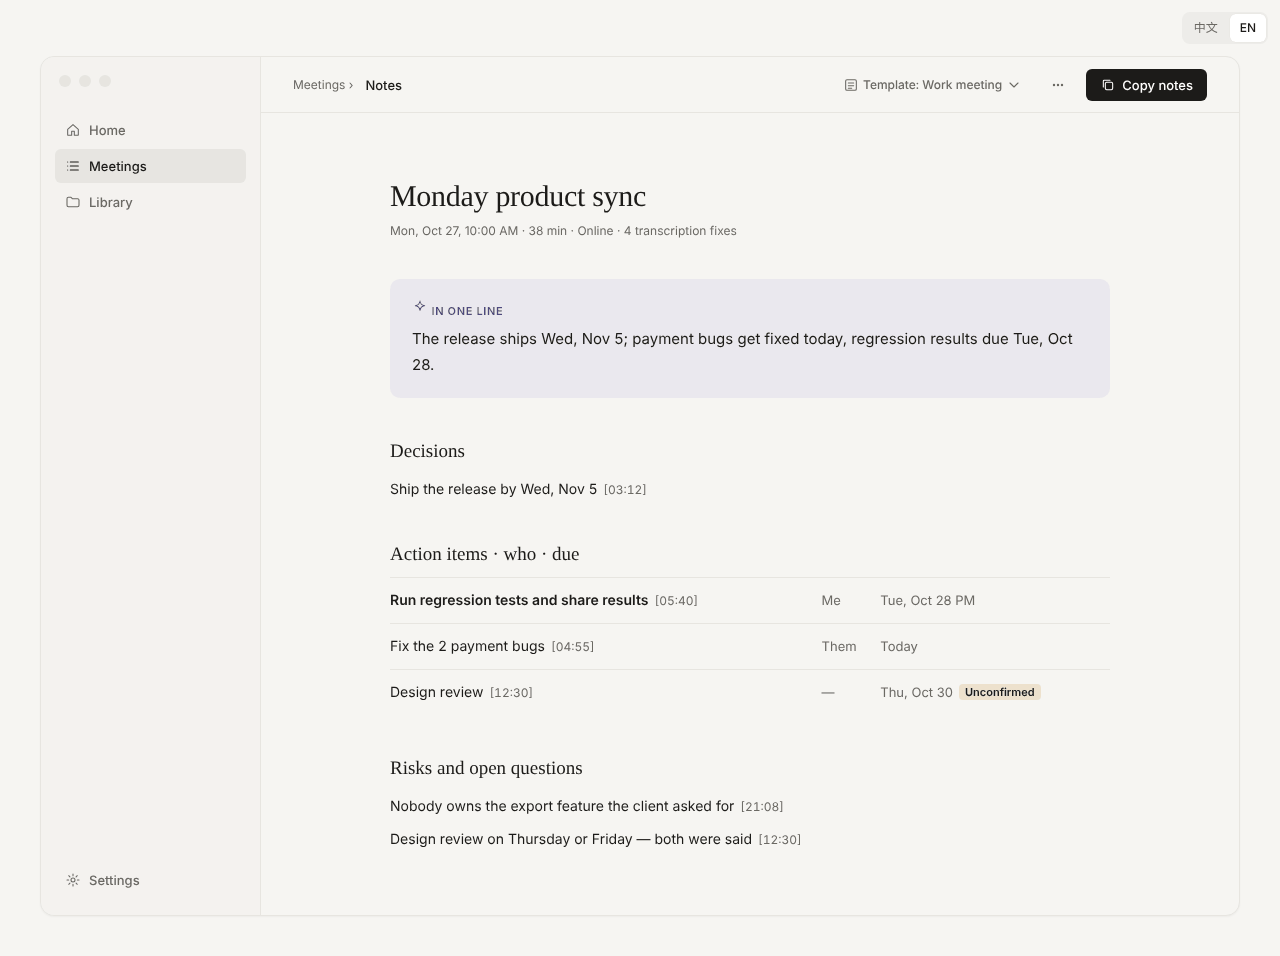 中文 EN
Meetings › Notes
Template: Work meeting
Copy notes
Home
Meetings
Library
Settings
Monday product sync
Mon, Oct 27, 10:00 AM · 38 min · Online · 4 transcription fixes
IN ONE LINE
The release ships Wed, Nov 5; payment bugs get fixed today, regression results due Tue, Oct
28.
Decisions
Ship the release by Wed, Nov 5 [03:12]
Action items · who · due
Run regression tests and share results [05:40] Me Tue, Oct 28 PM
Fix the 2 payment bugs [04:55] Them Today
Design review [12:30] — Thu, Oct 30 Unconfirmed
Risks and open questions
Nobody owns the export feature the client asked for [21:08]
Design review on Thursday or Friday — both were said [12:30]